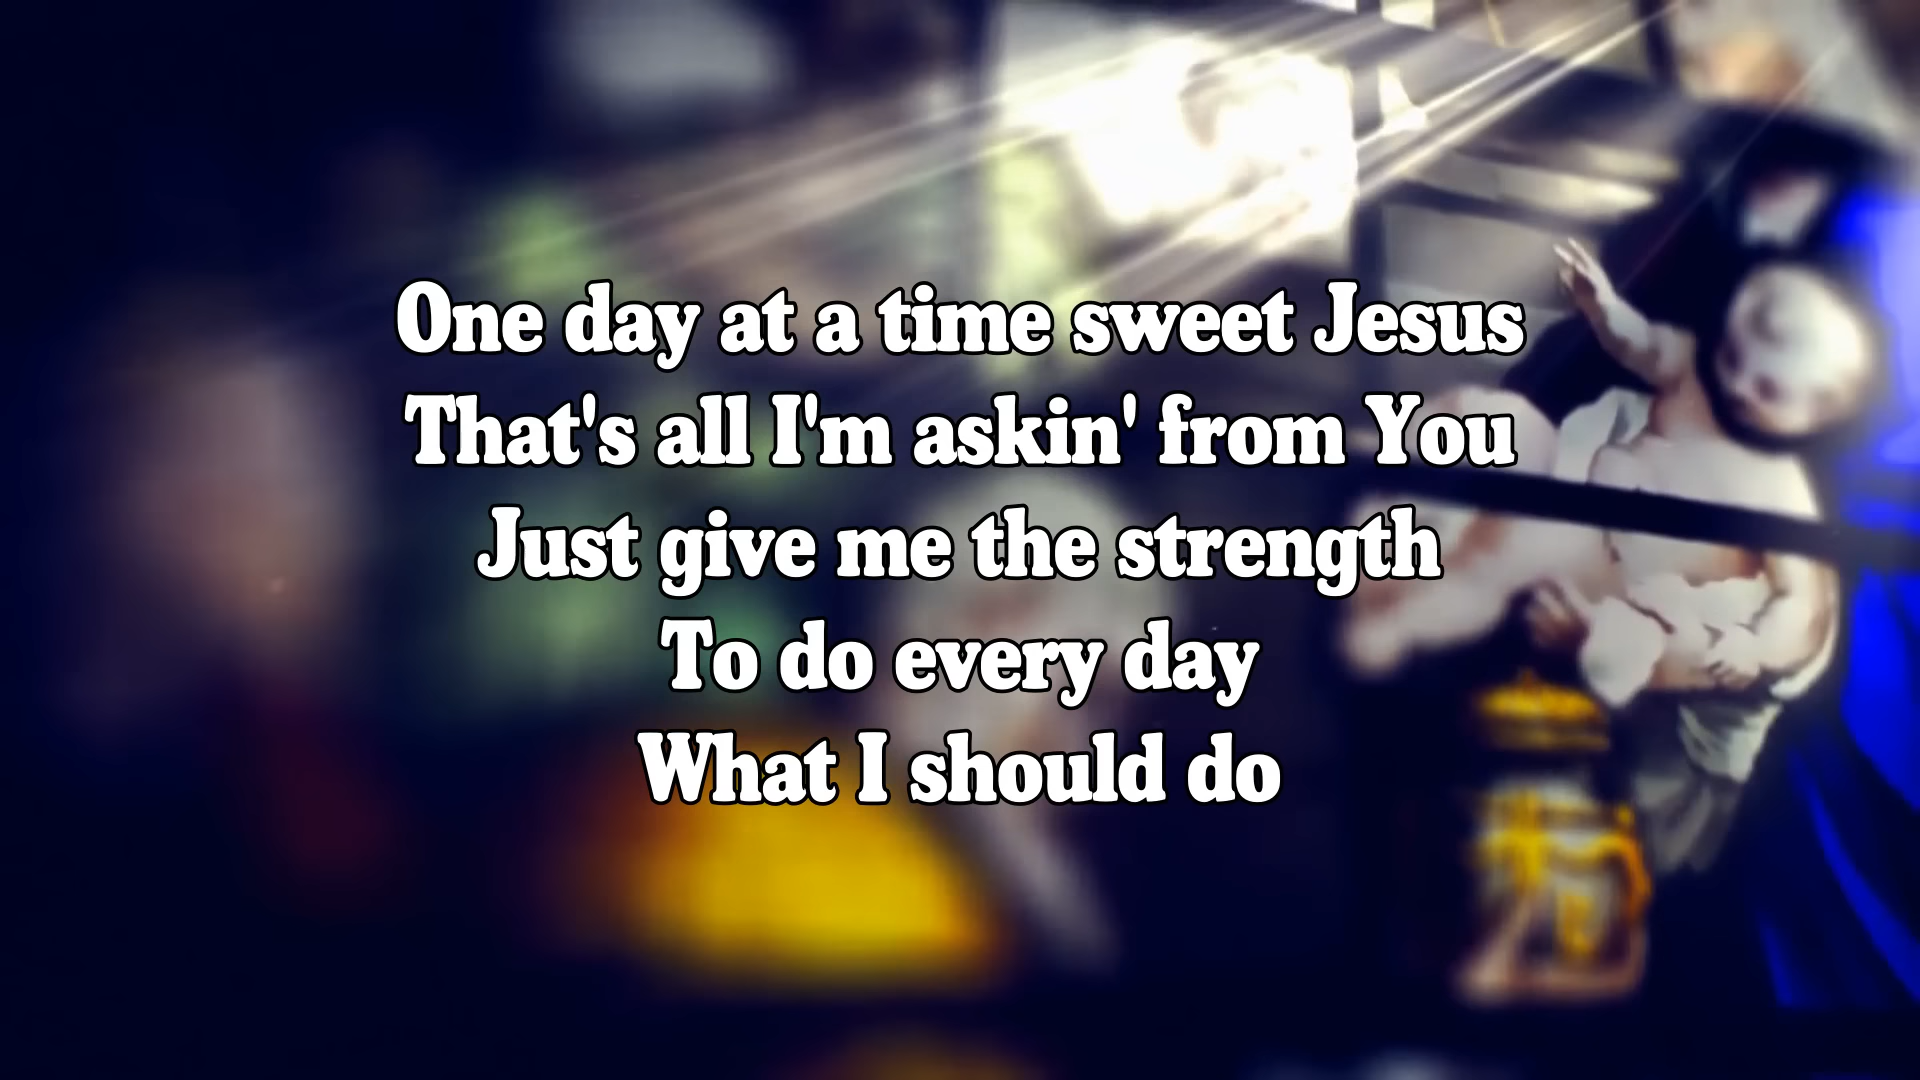 One day at a time sweet Jesus
That's all I'm askin' from You
Just give me the strength
To do every day
What I should do